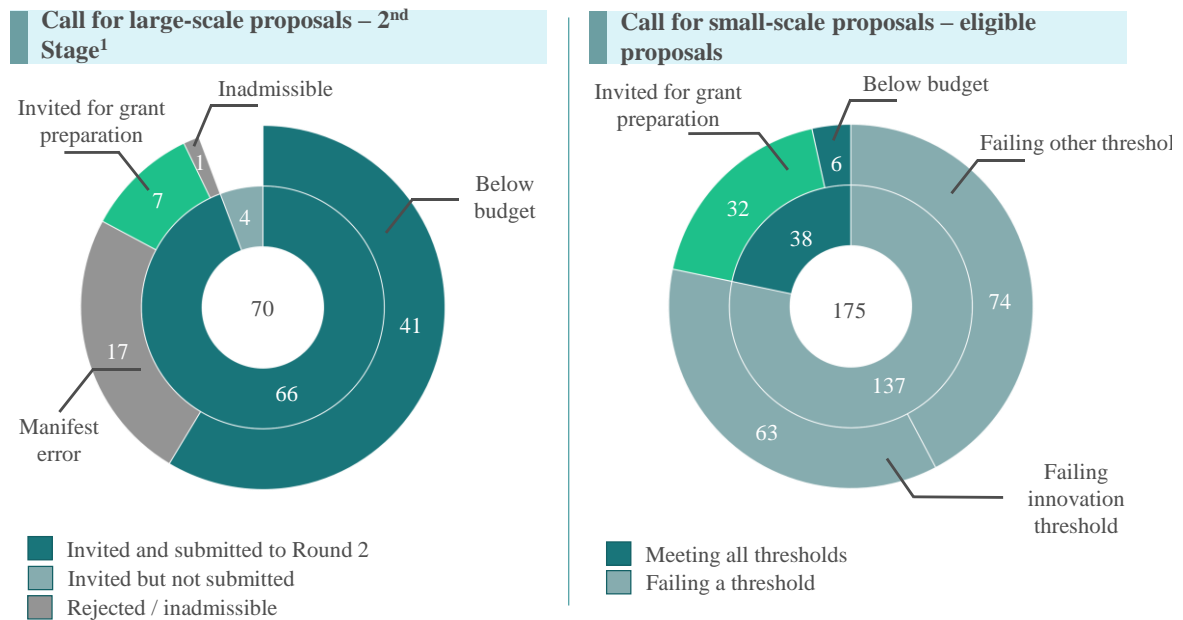 Call for large-scale proposals – 2nd
Stage1
Inadmissible
Invited for grant
preparation
1
7
4
Below
budget
70
41
17
66
Manifest
error
Invited and submitted to Round 2
Invited but not submitted
Rejected / inadmissible
Call for small-scale proposals – eligible
proposals
Below budget
Invited for grant
preparation
Failing other threshol
6
32
38
74
175
137
63
Failing
innovation
threshold
Meeting all thresholds
Failing a threshold